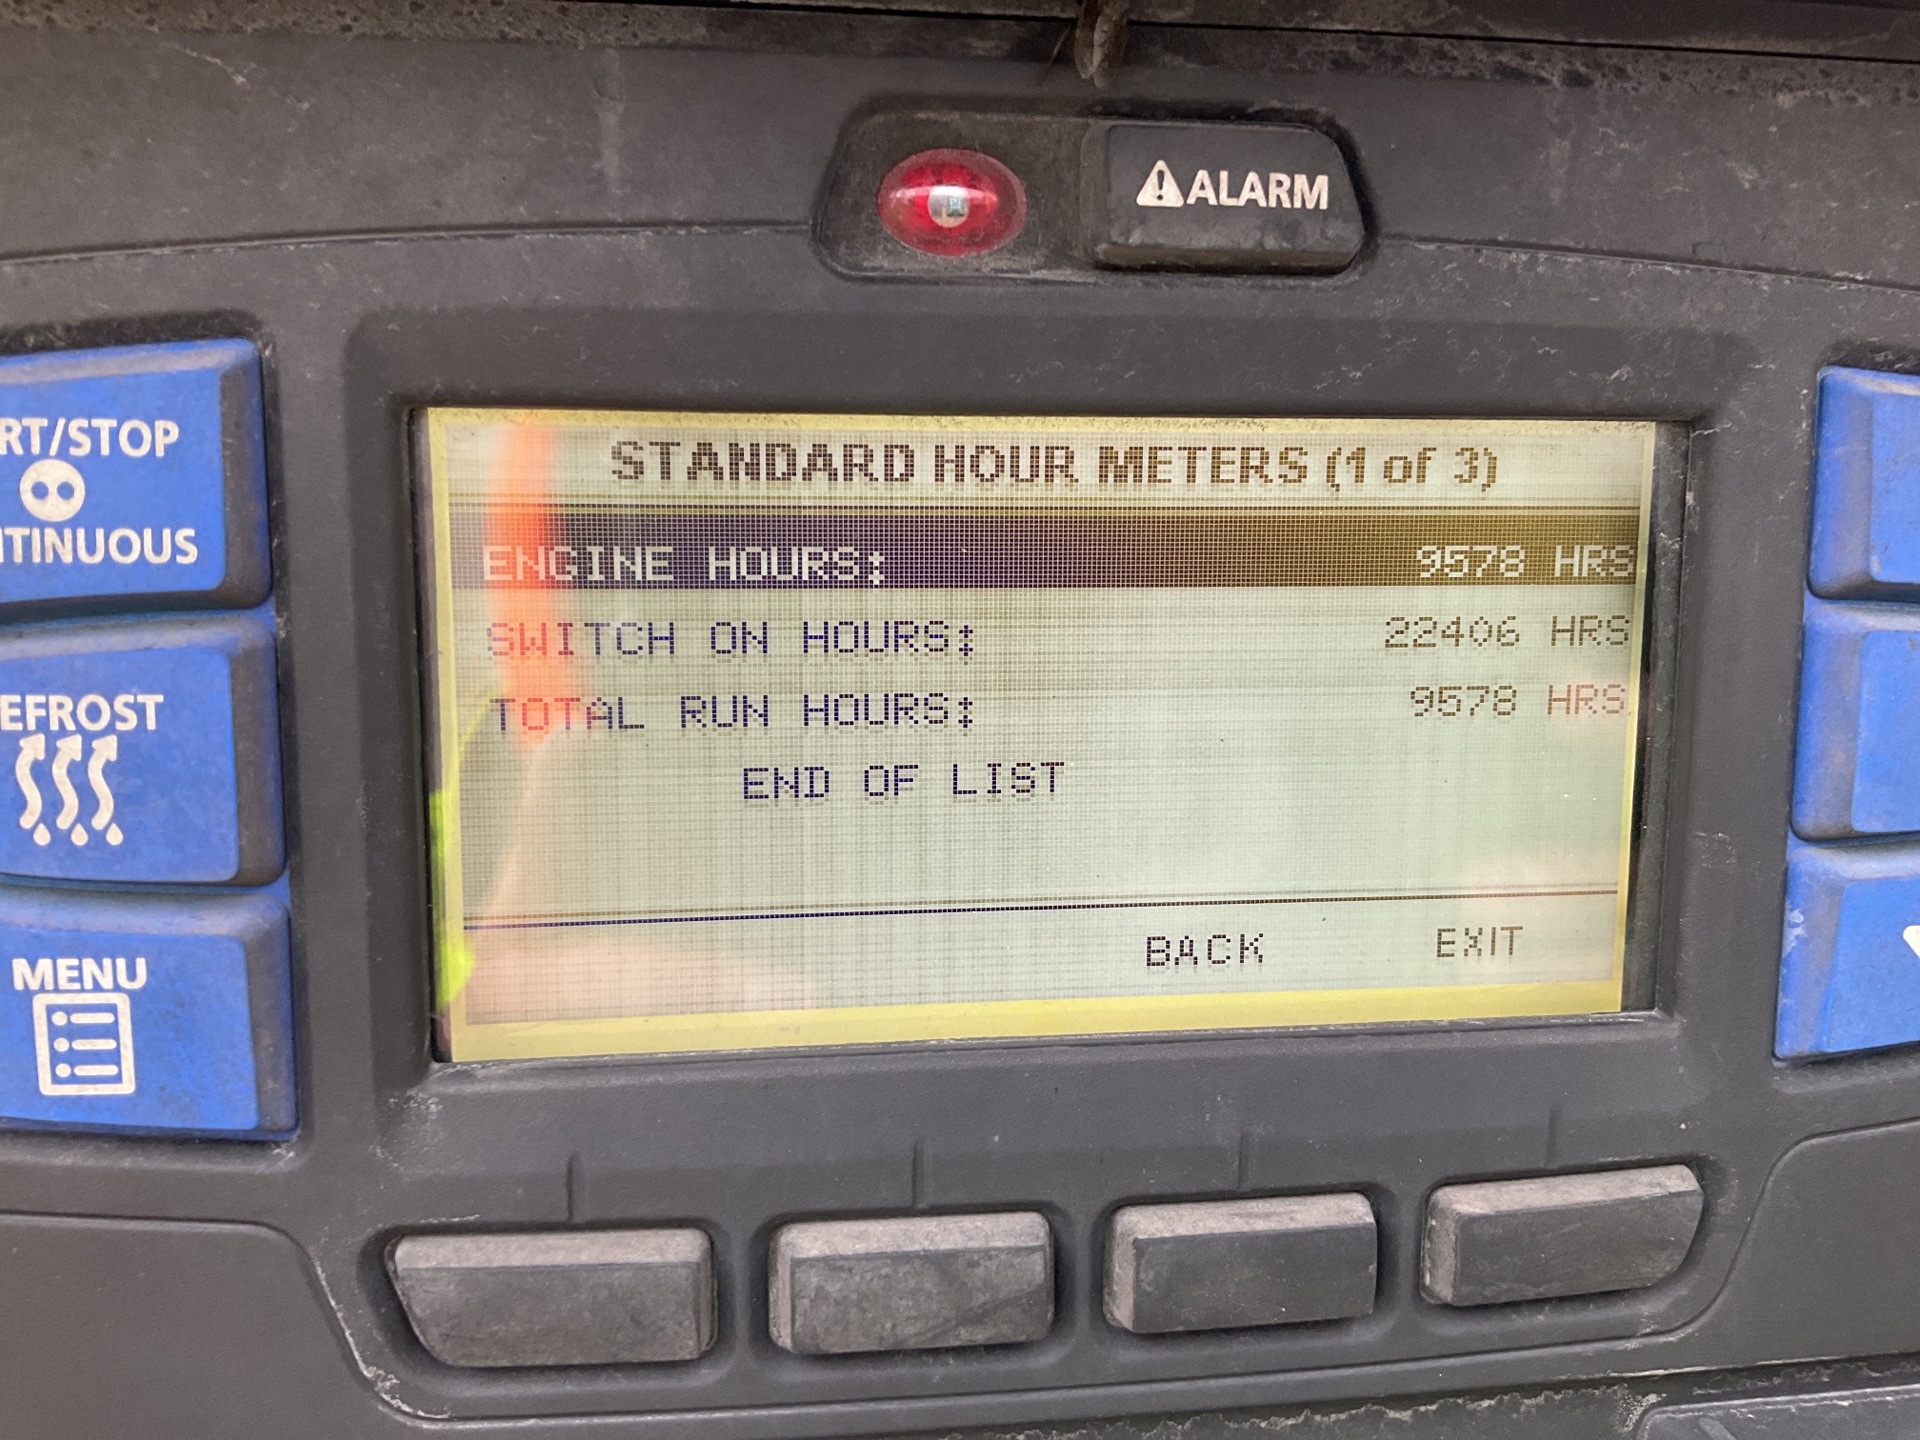 ALARM
RT/STOP
NTINUOUS
EFROST
MENU
STANDARD HOUR METERS (1 of 3)
ENGINE HOURS: 9578 HRS
SWITCH ON HOURS: 22406 HRS
TOTAL RUN HOURS: 9578 HRS
END OF LIST
BACK EXIT